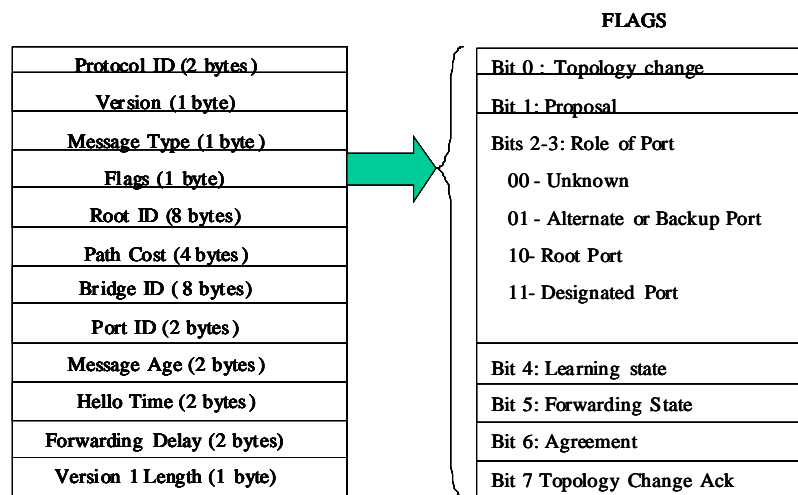 FLAGS
Protocol ID (2 bytes)
Version (1 byte)
Message Type (1 byte)
Flags (1 byte)
Root ID (8 bytes)
Path Cost (4 bytes)
Bridge ID (8 bytes)
Port ID (2 bytes)
Message Age (2 bytes)
Hello Time (2 bytes)
Forwarding Delay (2 bytes)
Version 1 Length (1 byte)
Bit 0 : Topology change
Bit 1: Proposal
Bits 2-3: Role of Port
00 - Unknown
01 - Alternate or Backup Port
10- Root Port
11- Designated Port
Bit 4: Learning state
Bit 5: Forwarding State
Bit 6: Agreement
Bit 7 Topology Change Ack